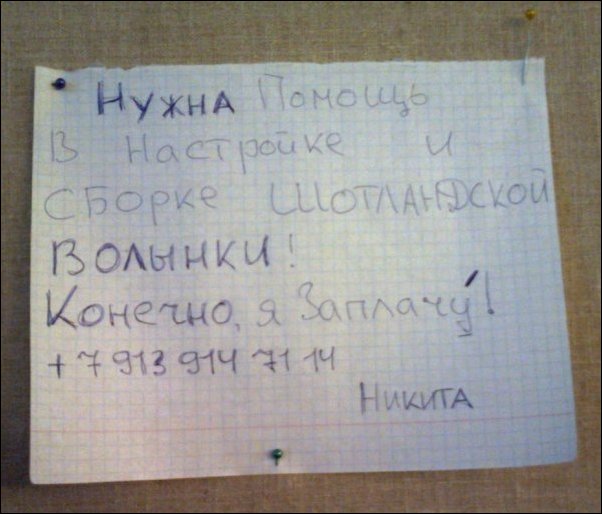 Нужна Помощь
в настройке и
сборке шотландской
волынки!
Конечно, я заплачу́!
+7 913 914 71 14
Никита